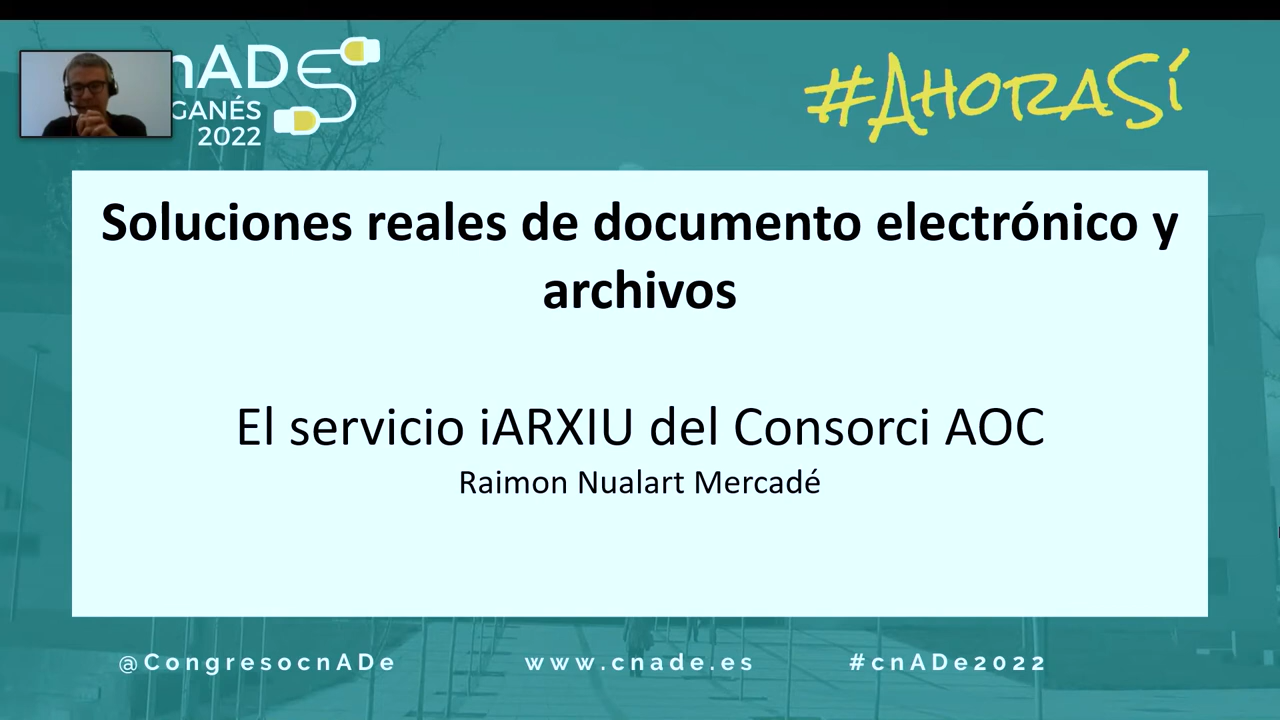 nADe
GANÉS
2022
#AHORASÍ
Soluciones reales de documento electrónico y
archivos
El servicio iARXIU del Consorci AOC
Raimon Nualart Mercadé
@CongresocnADe
www.cnade.es
#cnADe2022